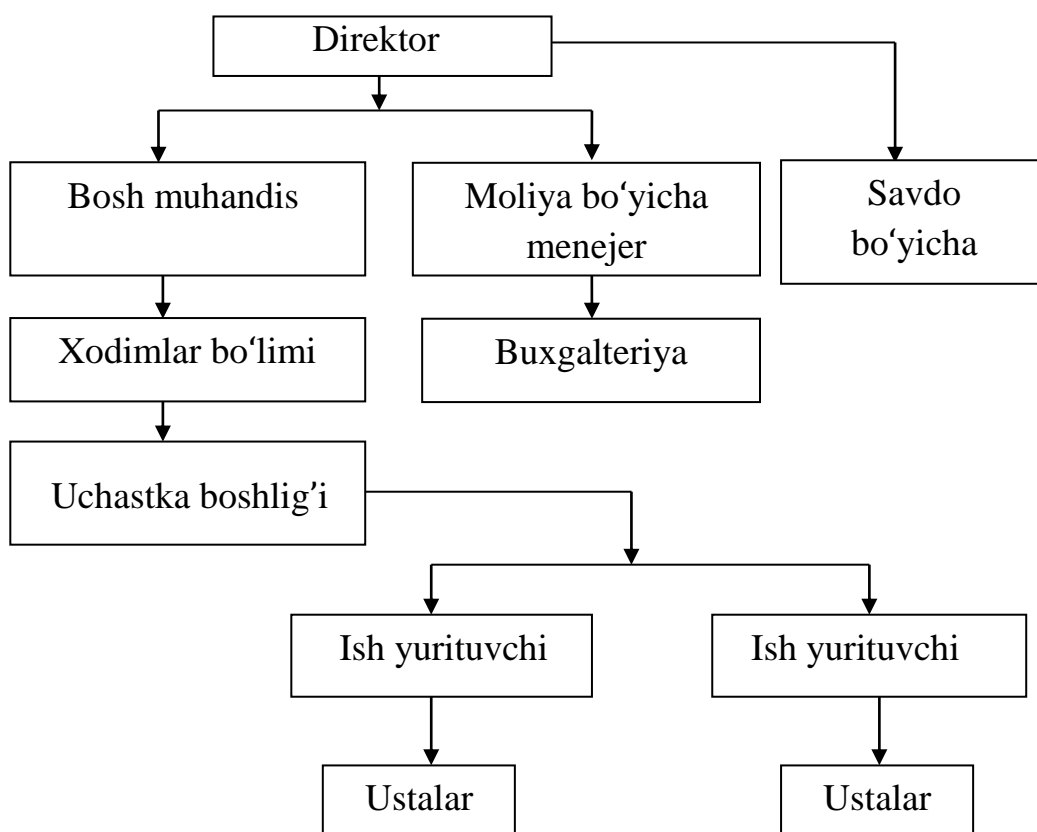 Direktor
Bosh muhandis
Moliya bo‘yicha
menejer
Savdo
bo‘yicha
Xodimlar bo‘limi
Buxgalteriya
Uchastka boshlig’i
Ish yurituvchi
Ish yurituvchi
Ustalar
Ustalar